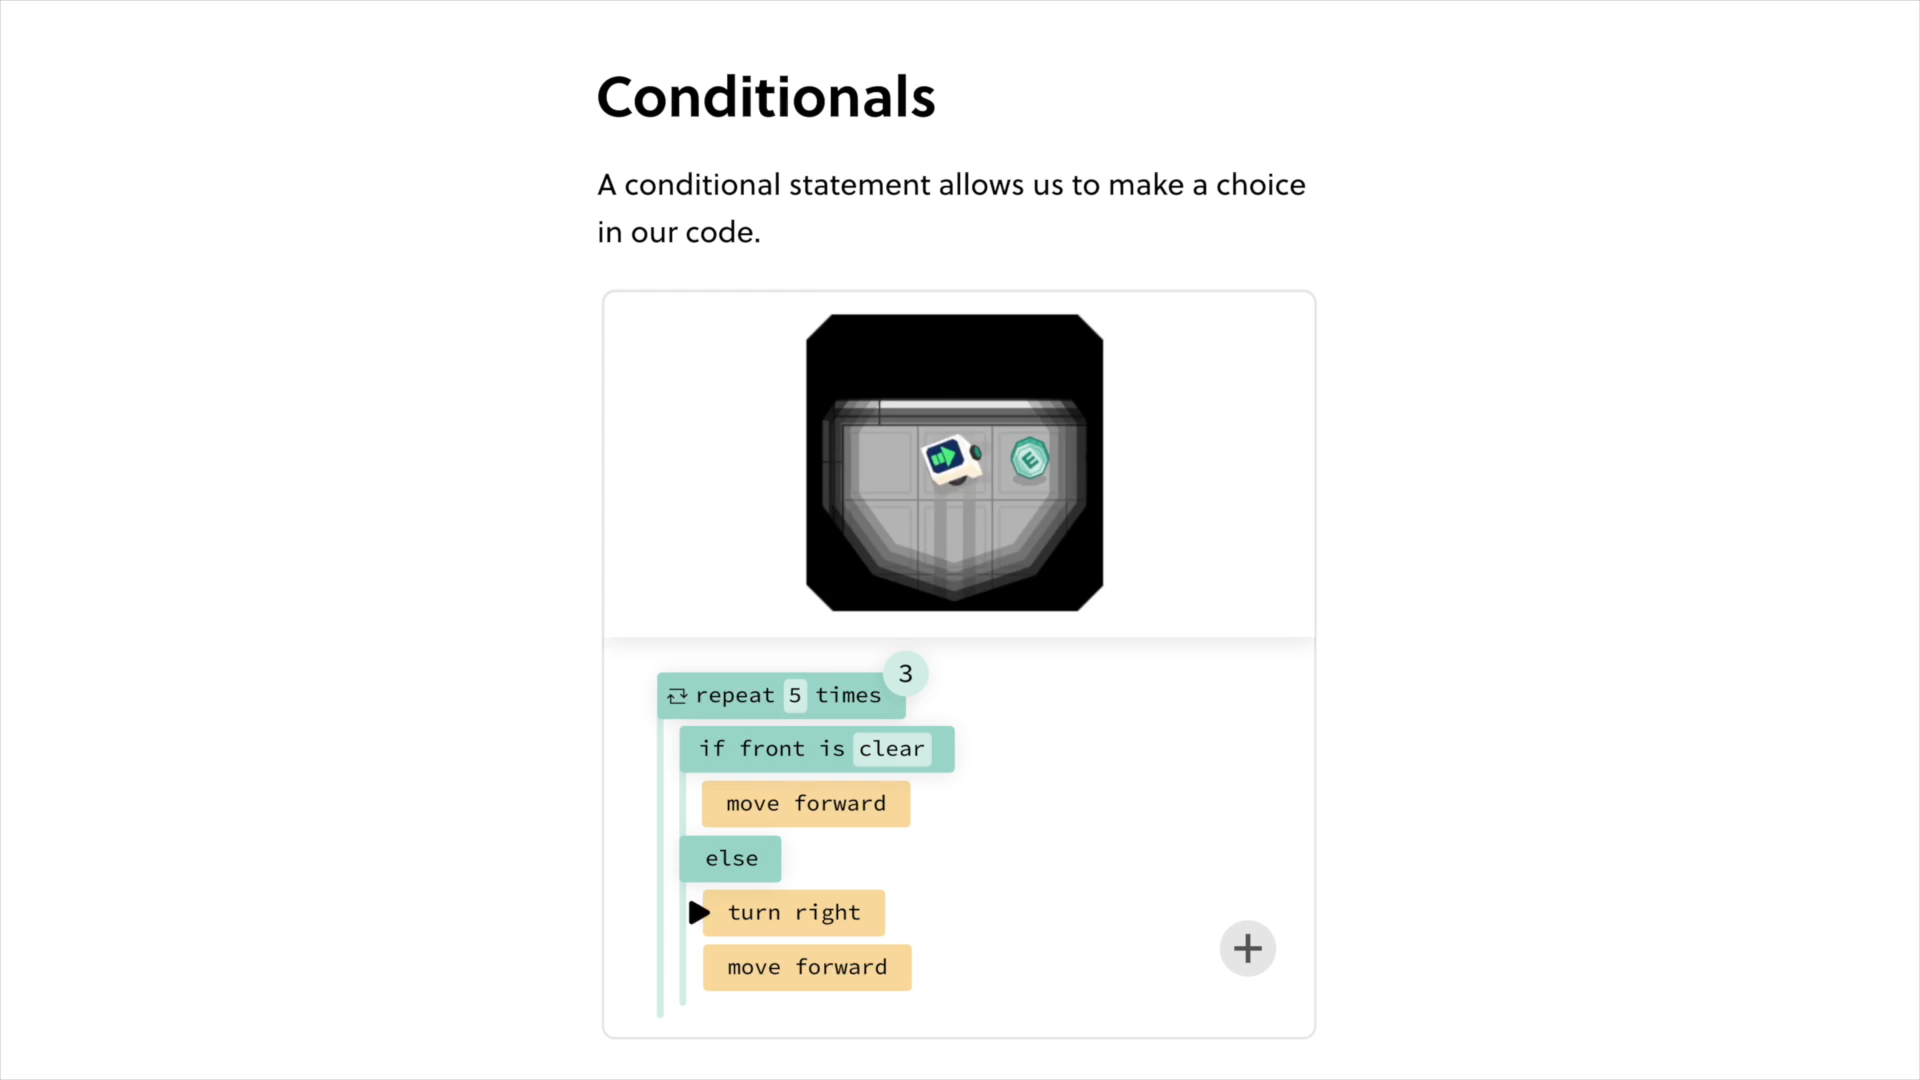 Conditionals
A conditional statement allows us to make a choice
in our code.
E
3
repeat 5 times
if front is clear
move forward
else
turn right
move forward